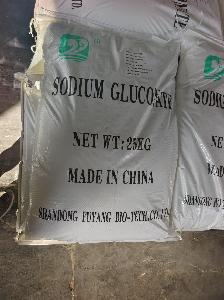 SODIUM GLUCONATE
NET WT: 25KG
MADE IN CHINA
SHANDONG FUYANG BIO-TECH.CO.,LTD.